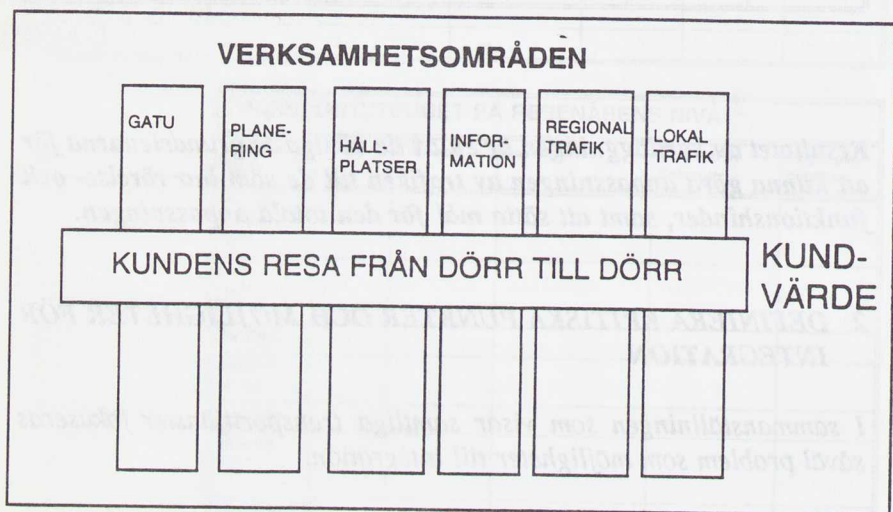 VERKSAMHETSOMRÅDEN
GATU
PLANE-
RING
HÅLL-
PLATSER
INFOR-
MATION
REGIONAL
TRAFIK
LOKAL
TRAFIK
KUNDENS RESA FRÅN DÖRR TILL DÖRR
KUND-
VÄRDE